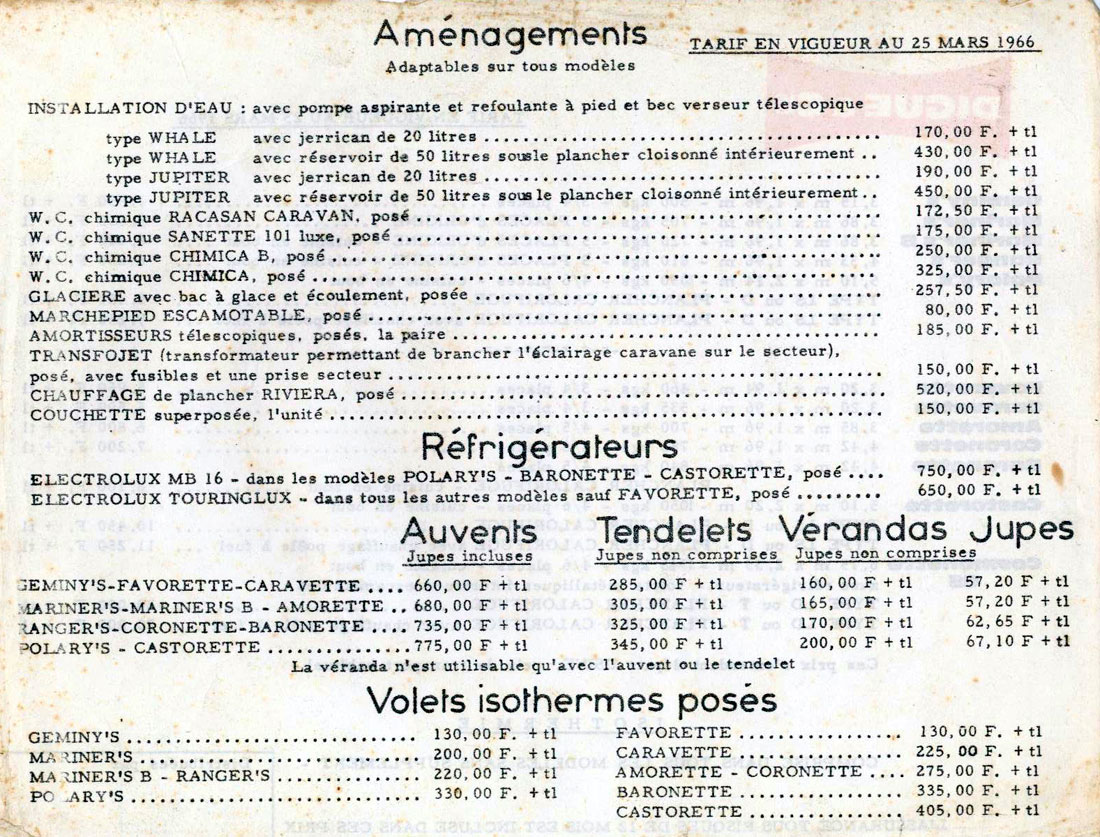 Aménagements
TARIF EN VIGUEUR AU 25 MARS 1966
Adaptables sur tous modèles
INSTALLATION D'EAU : avec pompe aspirante et refoulante à pied et bec verseur télescopique
type WHALE avec jerrican de 20 litres ........ 170,00 F. + tl
type WHALE avec réservoir de 50 litres sousle plancher cloisonné intérieurement .. 430,00 F. + tl
type JUPITER avec jerrican de 20 litres ........ 190,00 F. + tl
type JUPITER avec réservoir de 50 litres sous le plancher cloisonné intérieurement .. 450,00 F. + tl
W.C. chimique RACASAN CARAVAN, posé ........ 172,50 F. + tl
W.C. chimique SANETTE 101 luxe, posé ........ 175,00 F. + tl
W.C. chimique CHIMICA B, posé ........ 250,00 F. + tl
W.C. chimique CHIMICA, posé ........ 325,00 F. + tl
GLACIERE avec bac à glace et écoulement, posée ........ 257,50 F. + tl
MARCHEPIED ESCAMOTABLE, posé ........ 80,00 F. + tl
AMORTISSEURS télescopiques, posés, la paire ........ 185,00 F. + tl
TRANSFOJET (transformateur permettant de brancher l'éclairage caravane sur le secteur),
posé, avec fusibles et une prise secteur ........ 150,00 F. + tl
CHAUFFAGE de plancher RIVIERA, posé ........ 520,00 F. + tl
COUCHETTE superposée, l'unité ........ 150,00 F. + tl
Réfrigerateurs
ELECTROLUX MB 16 - dans les modèles POLARY'S - BARONETTE - CASTORETTE, posé .... 750,00 F. + tl
ELECTROLUX TOURINGLUX - dans tous les autres modèles sauf FAVORETTE, posé ......... 650,00 F. + tl
Auvents Tendelets Vérandas Jupes
Jupes incluses Jupes non comprises Jupes non comprises
GEMINY'S-FAVORETTE-CARAVETTE .... 660,00 F + tl 285,00 F + tl 160,00 F + tl 57,20 F + tl
MARINER'S-MARINER'S B - AMORETTE... 680,00 F + tl 305,00 F + tl 165,00 F + tl 57,20 F + tl
RANGER'S-CORONETTE-BARONETTE .... 735,00 F + tl 325,00 F + tl 170,00 F + tl 62,65 F + tl
POLARY'S - CASTORETTE .............. 775,00 F + tl 345,00 F + tl 200,00 F + tl 67,10 F + tl
La véranda n'est utilisable qu'avec l'auvent ou le tendelet
Volets isothermes posés
GEMINY'S ........ 130,00 F. + tl FAVORETTE ........ 130,00 F. + tl
MARINER'S ........ 200,00 F. + tl CARAVETTE ........ 225,00 F. + tl
MARINER'S B - RANGER'S ........ 220,00 F. + tl AMORETTE - CORONETTE ........ 275,00 F. + tl
POLARY'S ........ 330,00 F. + tl BARONETTE ........ 335,00 F. + tl
CASTORETTE ........ 405,00 F. + tl